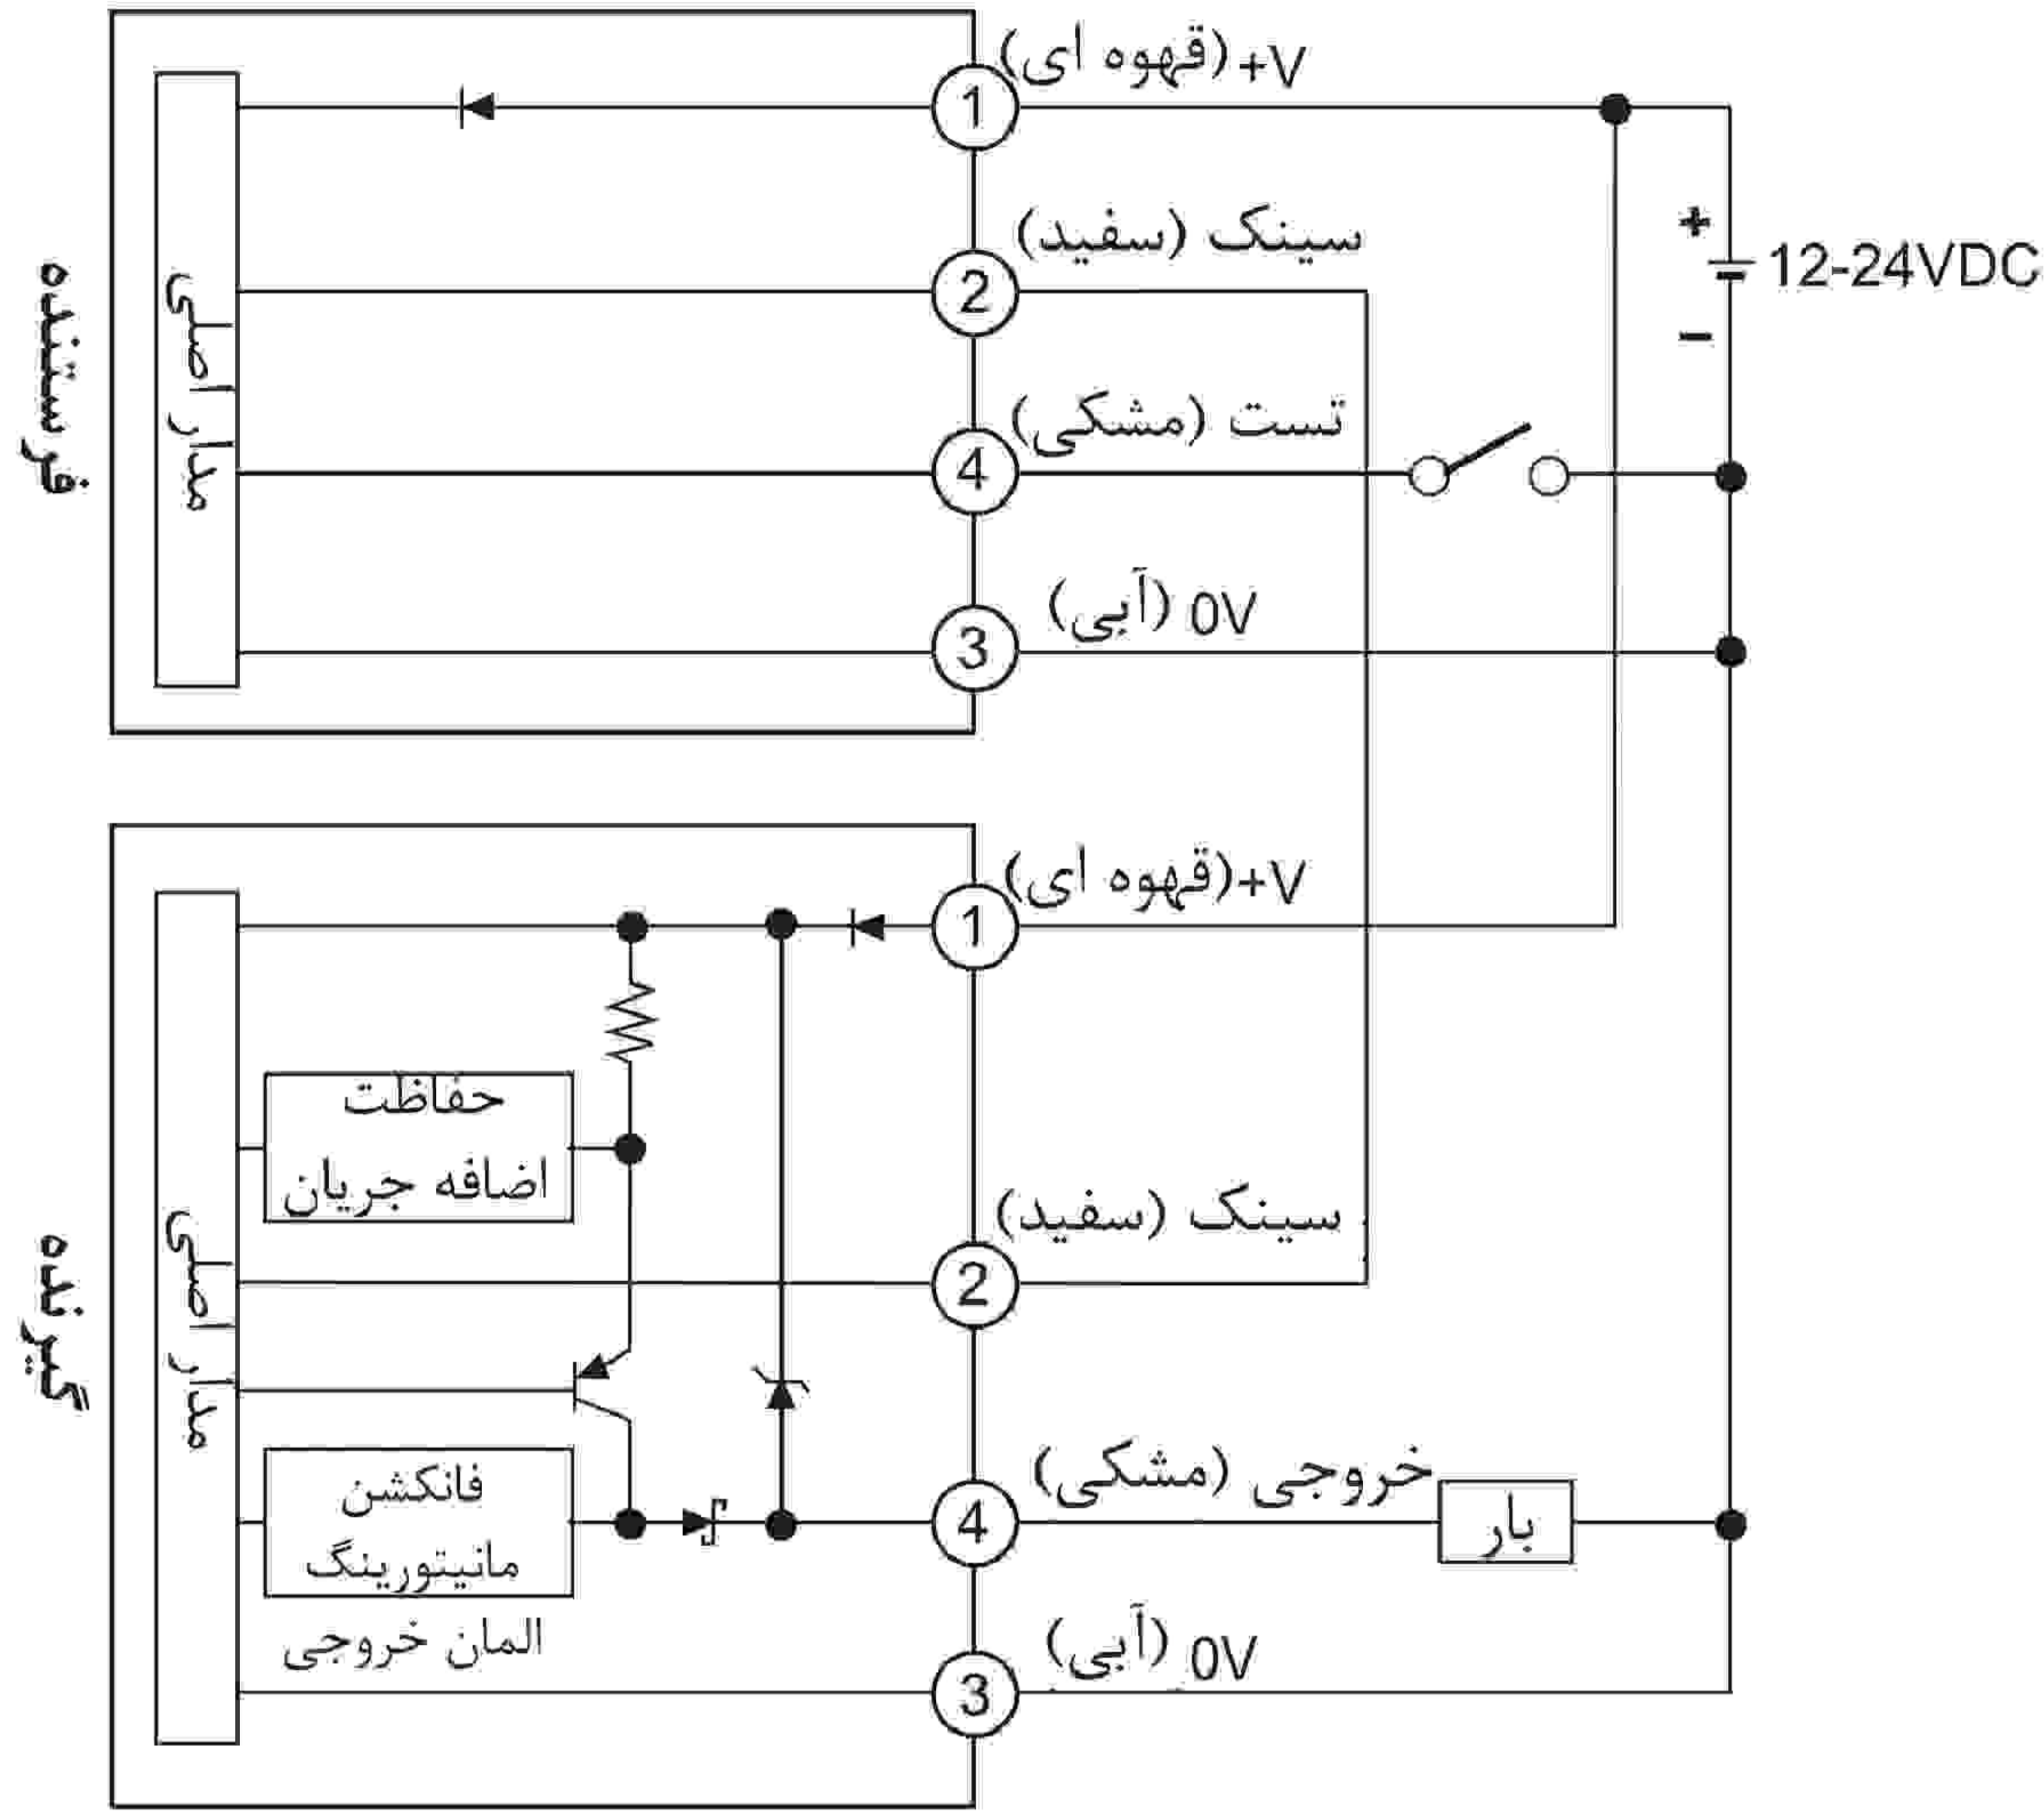 فرستنده
مدار اصلی
1
+V(قهوه ای)
2
سینک (سفید)
4
تست (مشکی)
3
0V (آبی)
+
12-24VDC
-
گیرنده
مدار اصلی
1
+V(قهوه ای)
حفاظت
اضافه جریان
2
سینک (سفید)
فانکشن
مانیتورینگ
المان خروجی
4
خروجی (مشکی)
بار
3
0V (آبی)